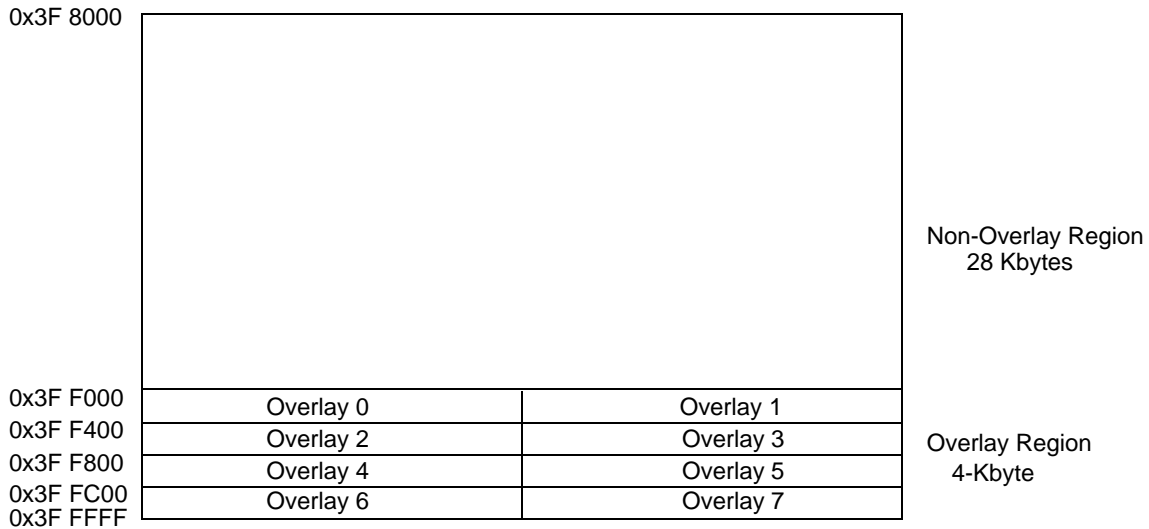 0x3F 8000
Non-Overlay Region
28 Kbytes
0x3F F000
Overlay 0 Overlay 1
0x3F F400
Overlay 2 Overlay 3
Overlay Region
0x3F F800
Overlay 4 Overlay 5
4-Kbyte
0x3F FC00
Overlay 6 Overlay 7
0x3F FFFF